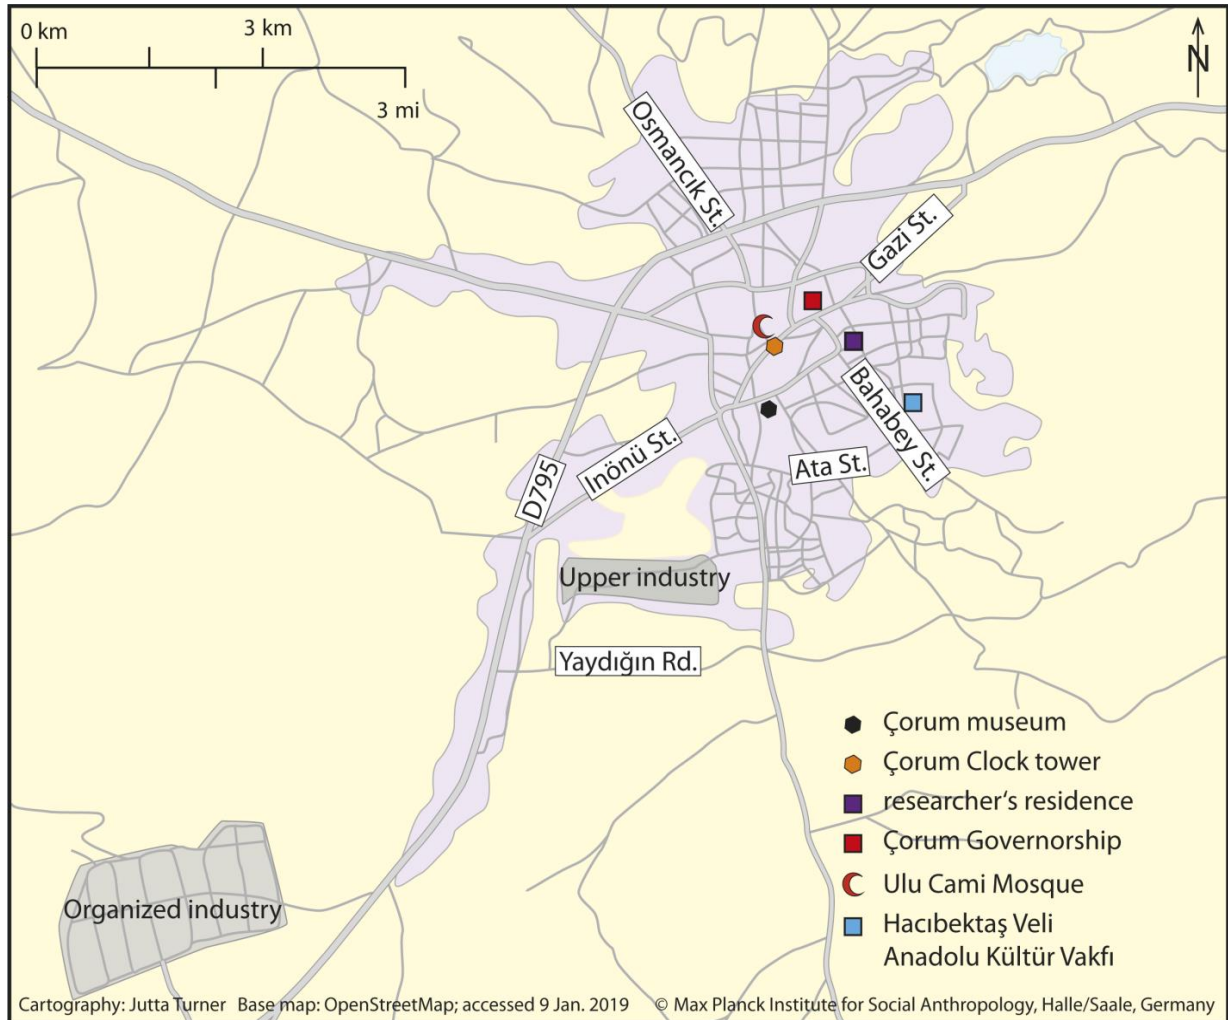 0 km
3 km
3 mi
N
Osmancık St.
Gazi St.
Bahabey St.
Inönü St.
Ata St.
D795
Upper industry
Yaydığın Rd.
Çorum museum
Çorum Clock tower
researcher‘s residence
Çorum Governorship
Ulu Cami Mosque
Hacıbektaş Veli
Anadolu Kültür Vakfı
Organized industry
Cartography: Jutta Turner Base map: OpenStreetMap; accessed 9 Jan. 2019 © Max Planck Institute for Social Anthropology, Halle/Saale, Germany